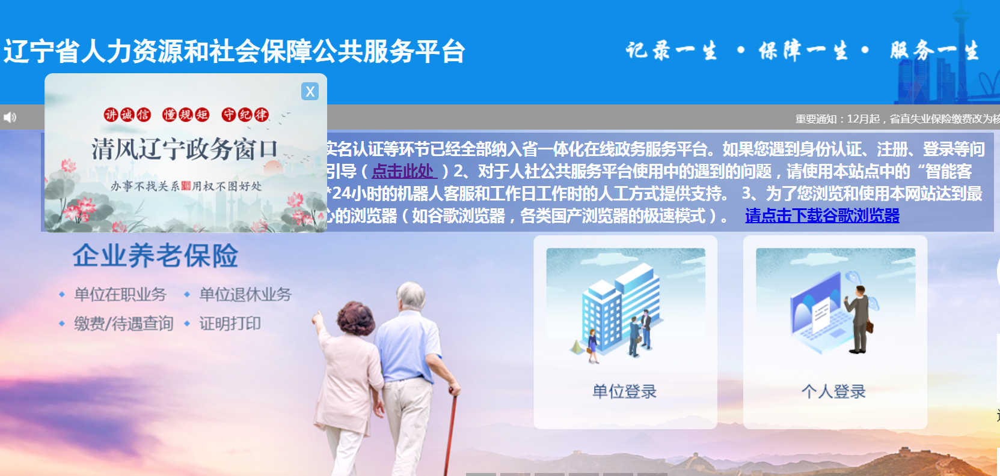 辽宁省人力资源和社会保障公共服务平台
记录一生 • 保障一生 • 服务一生
X
讲诚信 懂规矩 守纪律
清风辽宁政务窗口
办事不找关系 用权不图好处
重要通知：12月起，省直失业保险缴费改为核
实名认证等环节已经全部纳入省一体化在线政务服务平台。如果您遇到身份认证、注册、登录等问
引导（点击此处 ）2、对于人社公共服务平台使用中的遇到的问题，请使用本站点中的“智能客
*24小时的机器人客服和工作日工作时的人工方式提供支持。 3、为了您浏览和使用本网站达到最
心的浏览器（如谷歌浏览器，各类国产浏览器的极速模式）。 请点击下载谷歌浏览器
企业养老保险
单位在职业务 单位退休业务
缴费/待遇查询 证明打印
单位登录
个人登录